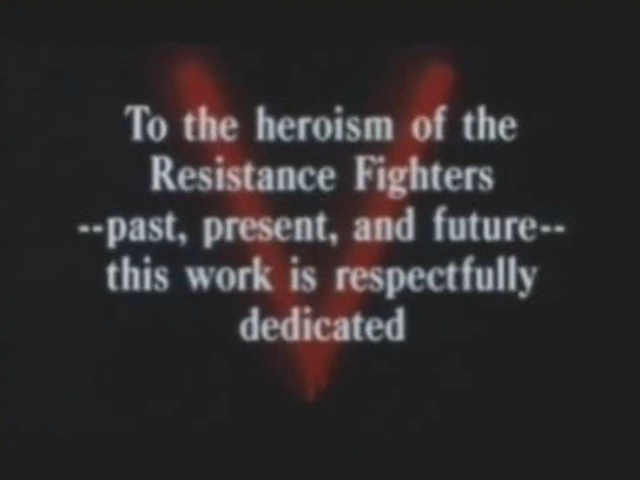 To the heroism of the
Resistance Fighters
--past, present, and future--
this work is respectfully
dedicated